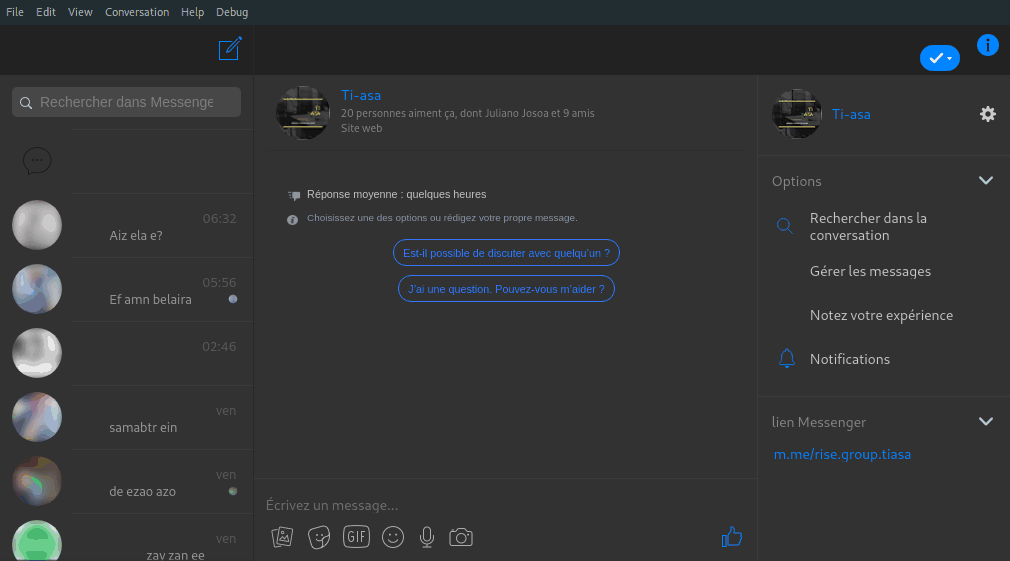 File Edit View Conversation Help Debug
Rechercher dans Messenge
06:32
Aiz ela e?
05:56
Ef amn belaira
02:46
ven
samabtr ein
ven
de ezao azo
ven
zay zan ee
TI
ASA
Ti-asa
20 personnes aiment ça, dont Juliano Josoa et 9 amis
Site web
Réponse moyenne : quelques heures
Choisissez une des options ou rédigez votre propre message.
Est-il possible de discuter avec quelqu'un ?
J'ai une question, Pouvez-vous m'aider ?
Écrivez un message...
GIF
TI
ASA
Ti-asa
Options
Rechercher dans la
conversation
Gérer les messages
Notez votre expérience
Notifications
lien Messenger
m.me/rise.group.tiasa